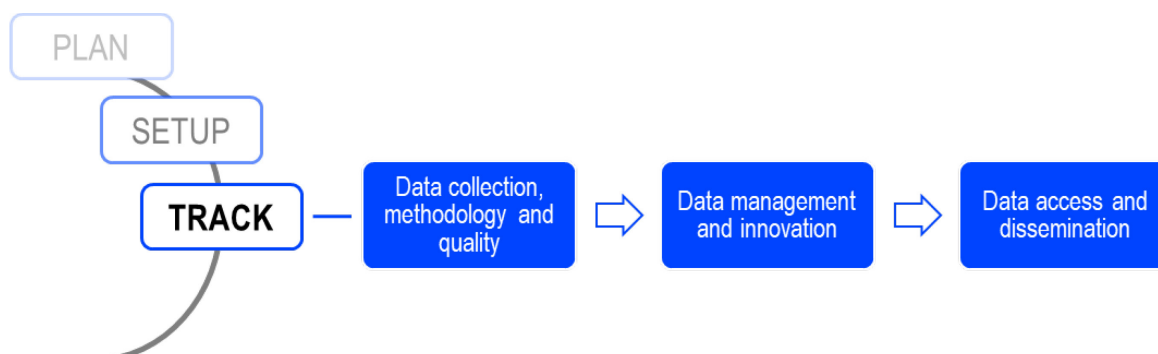 PLAN
SETUP
TRACK
Data collection,
methodology and
quality
Data management
and innovation
Data access and
dissemination